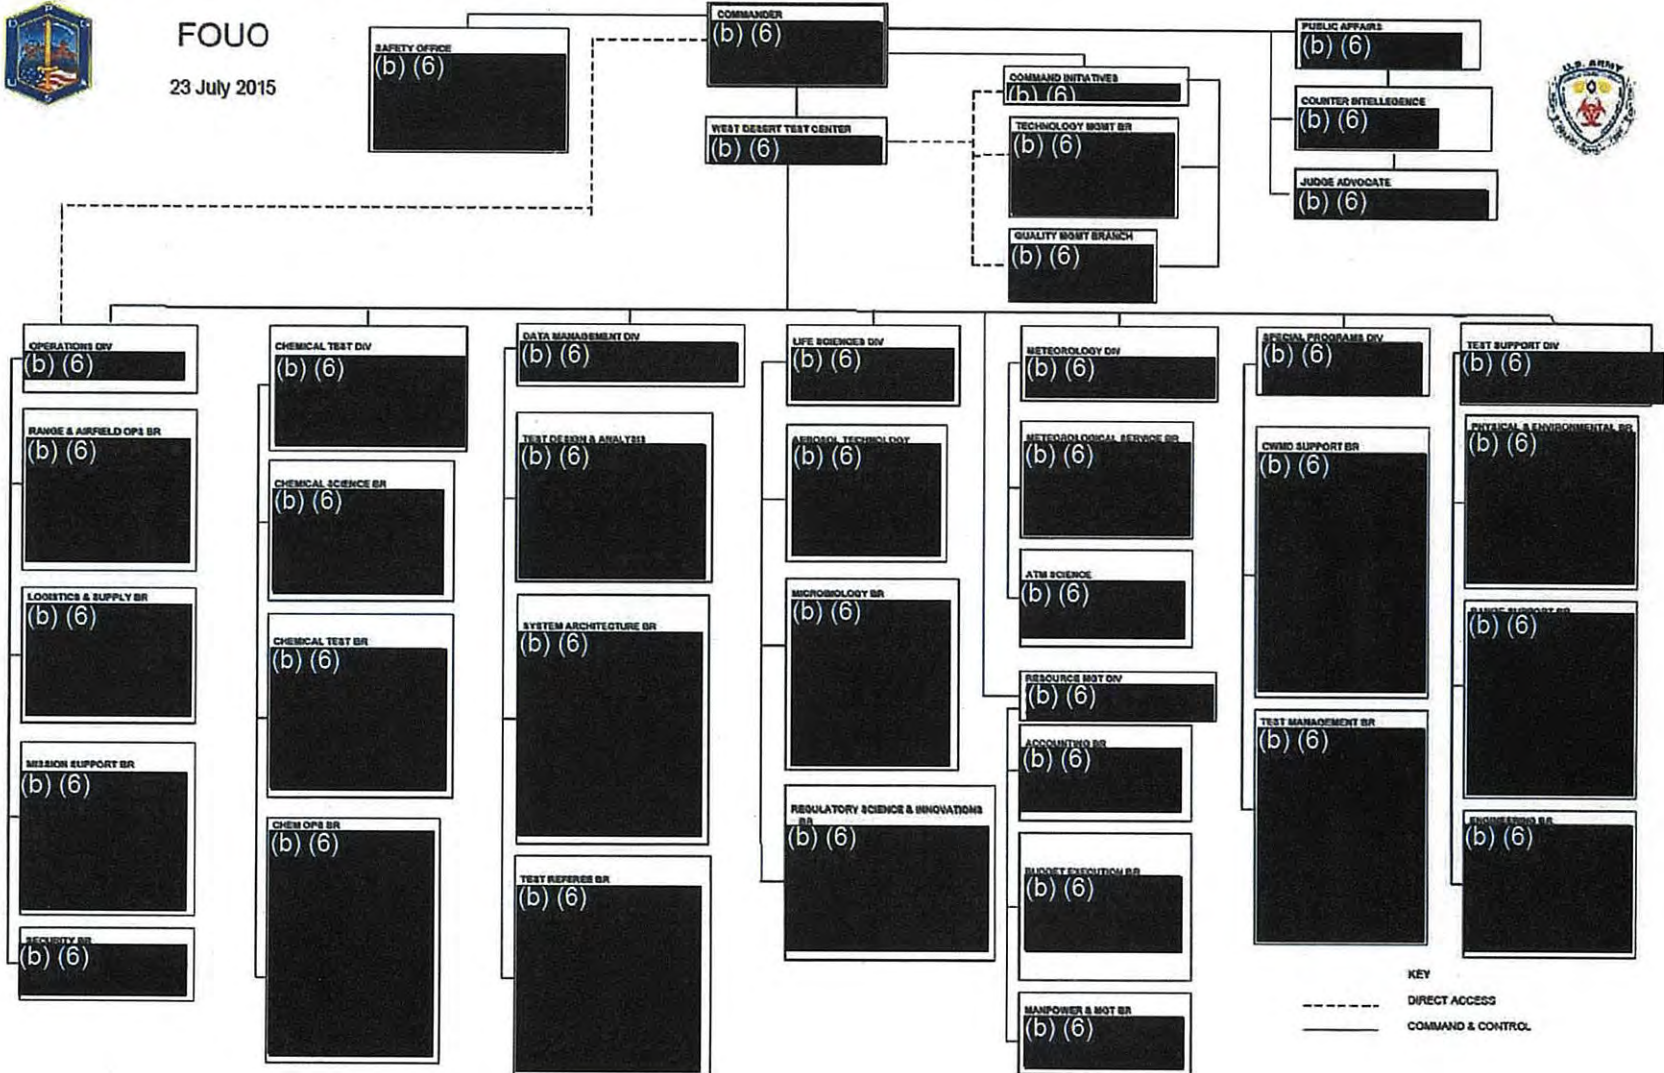 FOUO
23 July 2015
SAFETY OFFICE
(b) (6)
COMMANDER
(b) (6)
WEST DESERT TEST CENTER
(b) (6)
COMMAND INITIATIVES
(b) (6)
TECHNOLOGY MGMT BR
(b) (6)
QUALITY MGMT BRANCH
(b) (6)
PUBLIC AFFAIRS
(b) (6)
COUNTER INTELLEGENCE
(b) (6)
JUDGE ADVOCATE
(b) (6)
U.S. ARMY
OPERATIONS DIV
(b) (6)
RANGE & AIRFIELD OPS BR
(b) (6)
LOGISTICS & SUPPLY BR
(b) (6)
MISSION SUPPORT BR
(b) (6)
SECURITY BR
(b) (6)
CHEMICAL TEST DIV
(b) (6)
CHEMICAL SCIENCE BR
(b) (6)
CHEMICAL TEST BR
(b) (6)
CHEM OPS BR
(b) (6)
DATA MANAGEMENT DIV
(b) (6)
TEST DESIGN & ANALYSIS
(b) (6)
SYSTEM ARCHITECTURE BR
(b) (6)
TEST REFEREE BR
(b) (6)
LIFE SCIENCES DIV
(b) (6)
AEROSOL TECHNOLOGY
(b) (6)
MICROBIOLOGY BR
(b) (6)
REGULATORY SCIENCE & INNOVATIONS
BR
(b) (6)
METEOROLOGY DIV
(b) (6)
METEOROLOGICAL SERVICE BR
(b) (6)
ATM SCIENCE
(b) (6)
RESOURCE MGT DIV
(b) (6)
ACCOUNTING BR
(b) (6)
BUDGET EXECUTION BR
(b) (6)
MANPOWER & MGT BR
(b) (6)
SPECIAL PROGRAMS DIV
(b) (6)
CWMD SUPPORT BR
(b) (6)
TEST MANAGEMENT BR
(b) (6)
TEST SUPPORT DIV
(b) (6)
PHYSICAL & ENVIRONMENTAL BR
(b) (6)
RANGE SUPPORT BR
(b) (6)
ENGINEERING BR
(b) (6)
KEY
DIRECT ACCESS
COMMAND & CONTROL